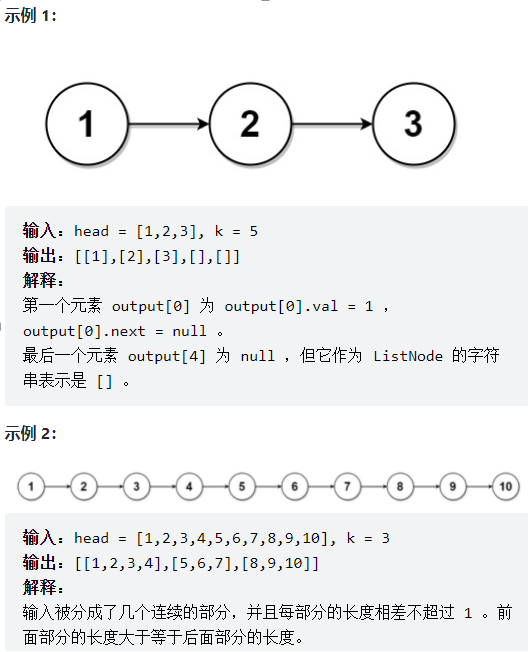 示例 1：
1 2 3
输入：head = [1,2,3], k = 5
输出：[[1],[2],[3],[],[]]
解释：
第一个元素 output[0] 为 output[0].val = 1 ，
output[0].next = null 。
最后一个元素 output[4] 为 null ，但它作为 ListNode 的字符
串表示是 [] 。
示例 2：
1 2 3 4 5 6 7 8 9 10
输入：head = [1,2,3,4,5,6,7,8,9,10], k = 3
输出：[[1,2,3,4],[5,6,7],[8,9,10]]
解释：
输入被分成了几个连续的部分，并且每部分的长度相差不超过 1 。前
面部分的长度大于等于后面部分的长度。